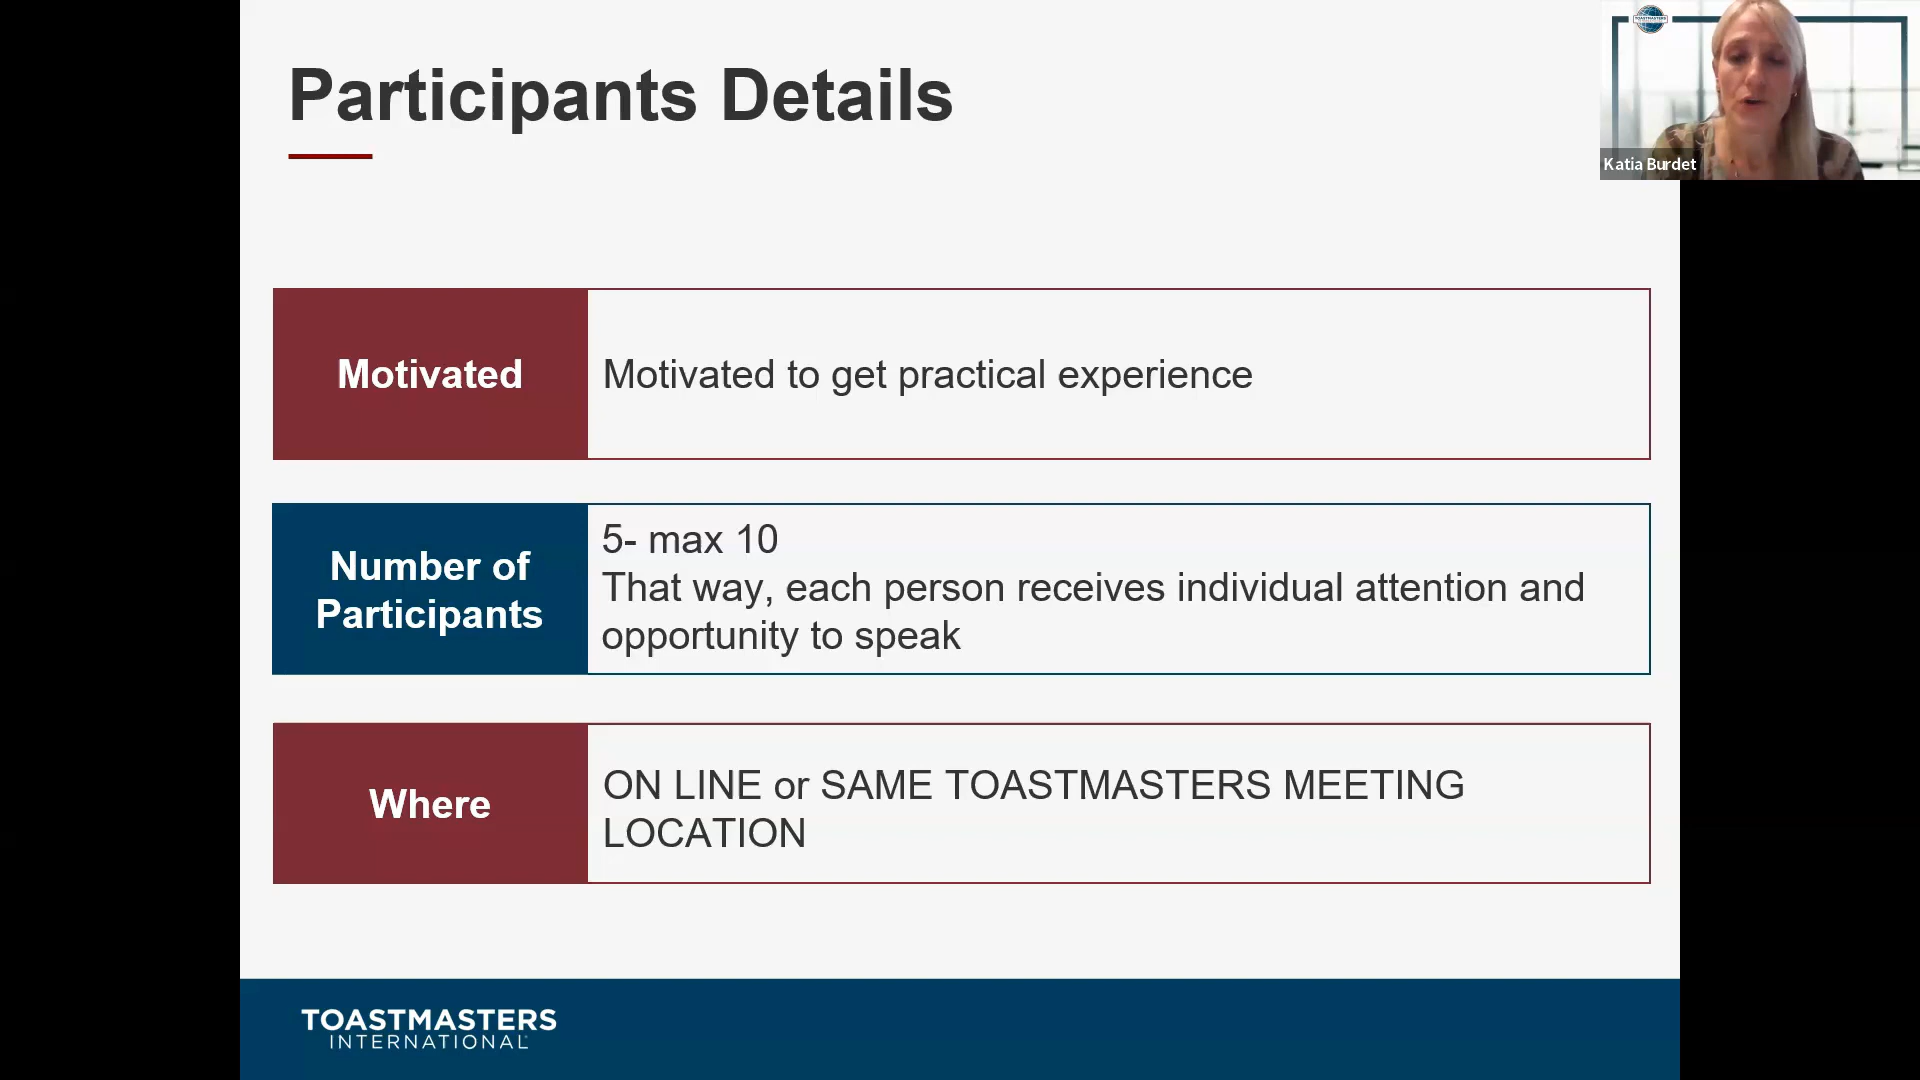 Participants Details
TOASTMASTERS
Katia Burdet
Motivated
Motivated to get practical experience
Number of
Participants
5- max 10
That way, each person receives individual attention and
opportunity to speak
Where
ON LINE or SAME TOASTMASTERS MEETING
LOCATION
TOASTMASTERS
INTERNATIONAL